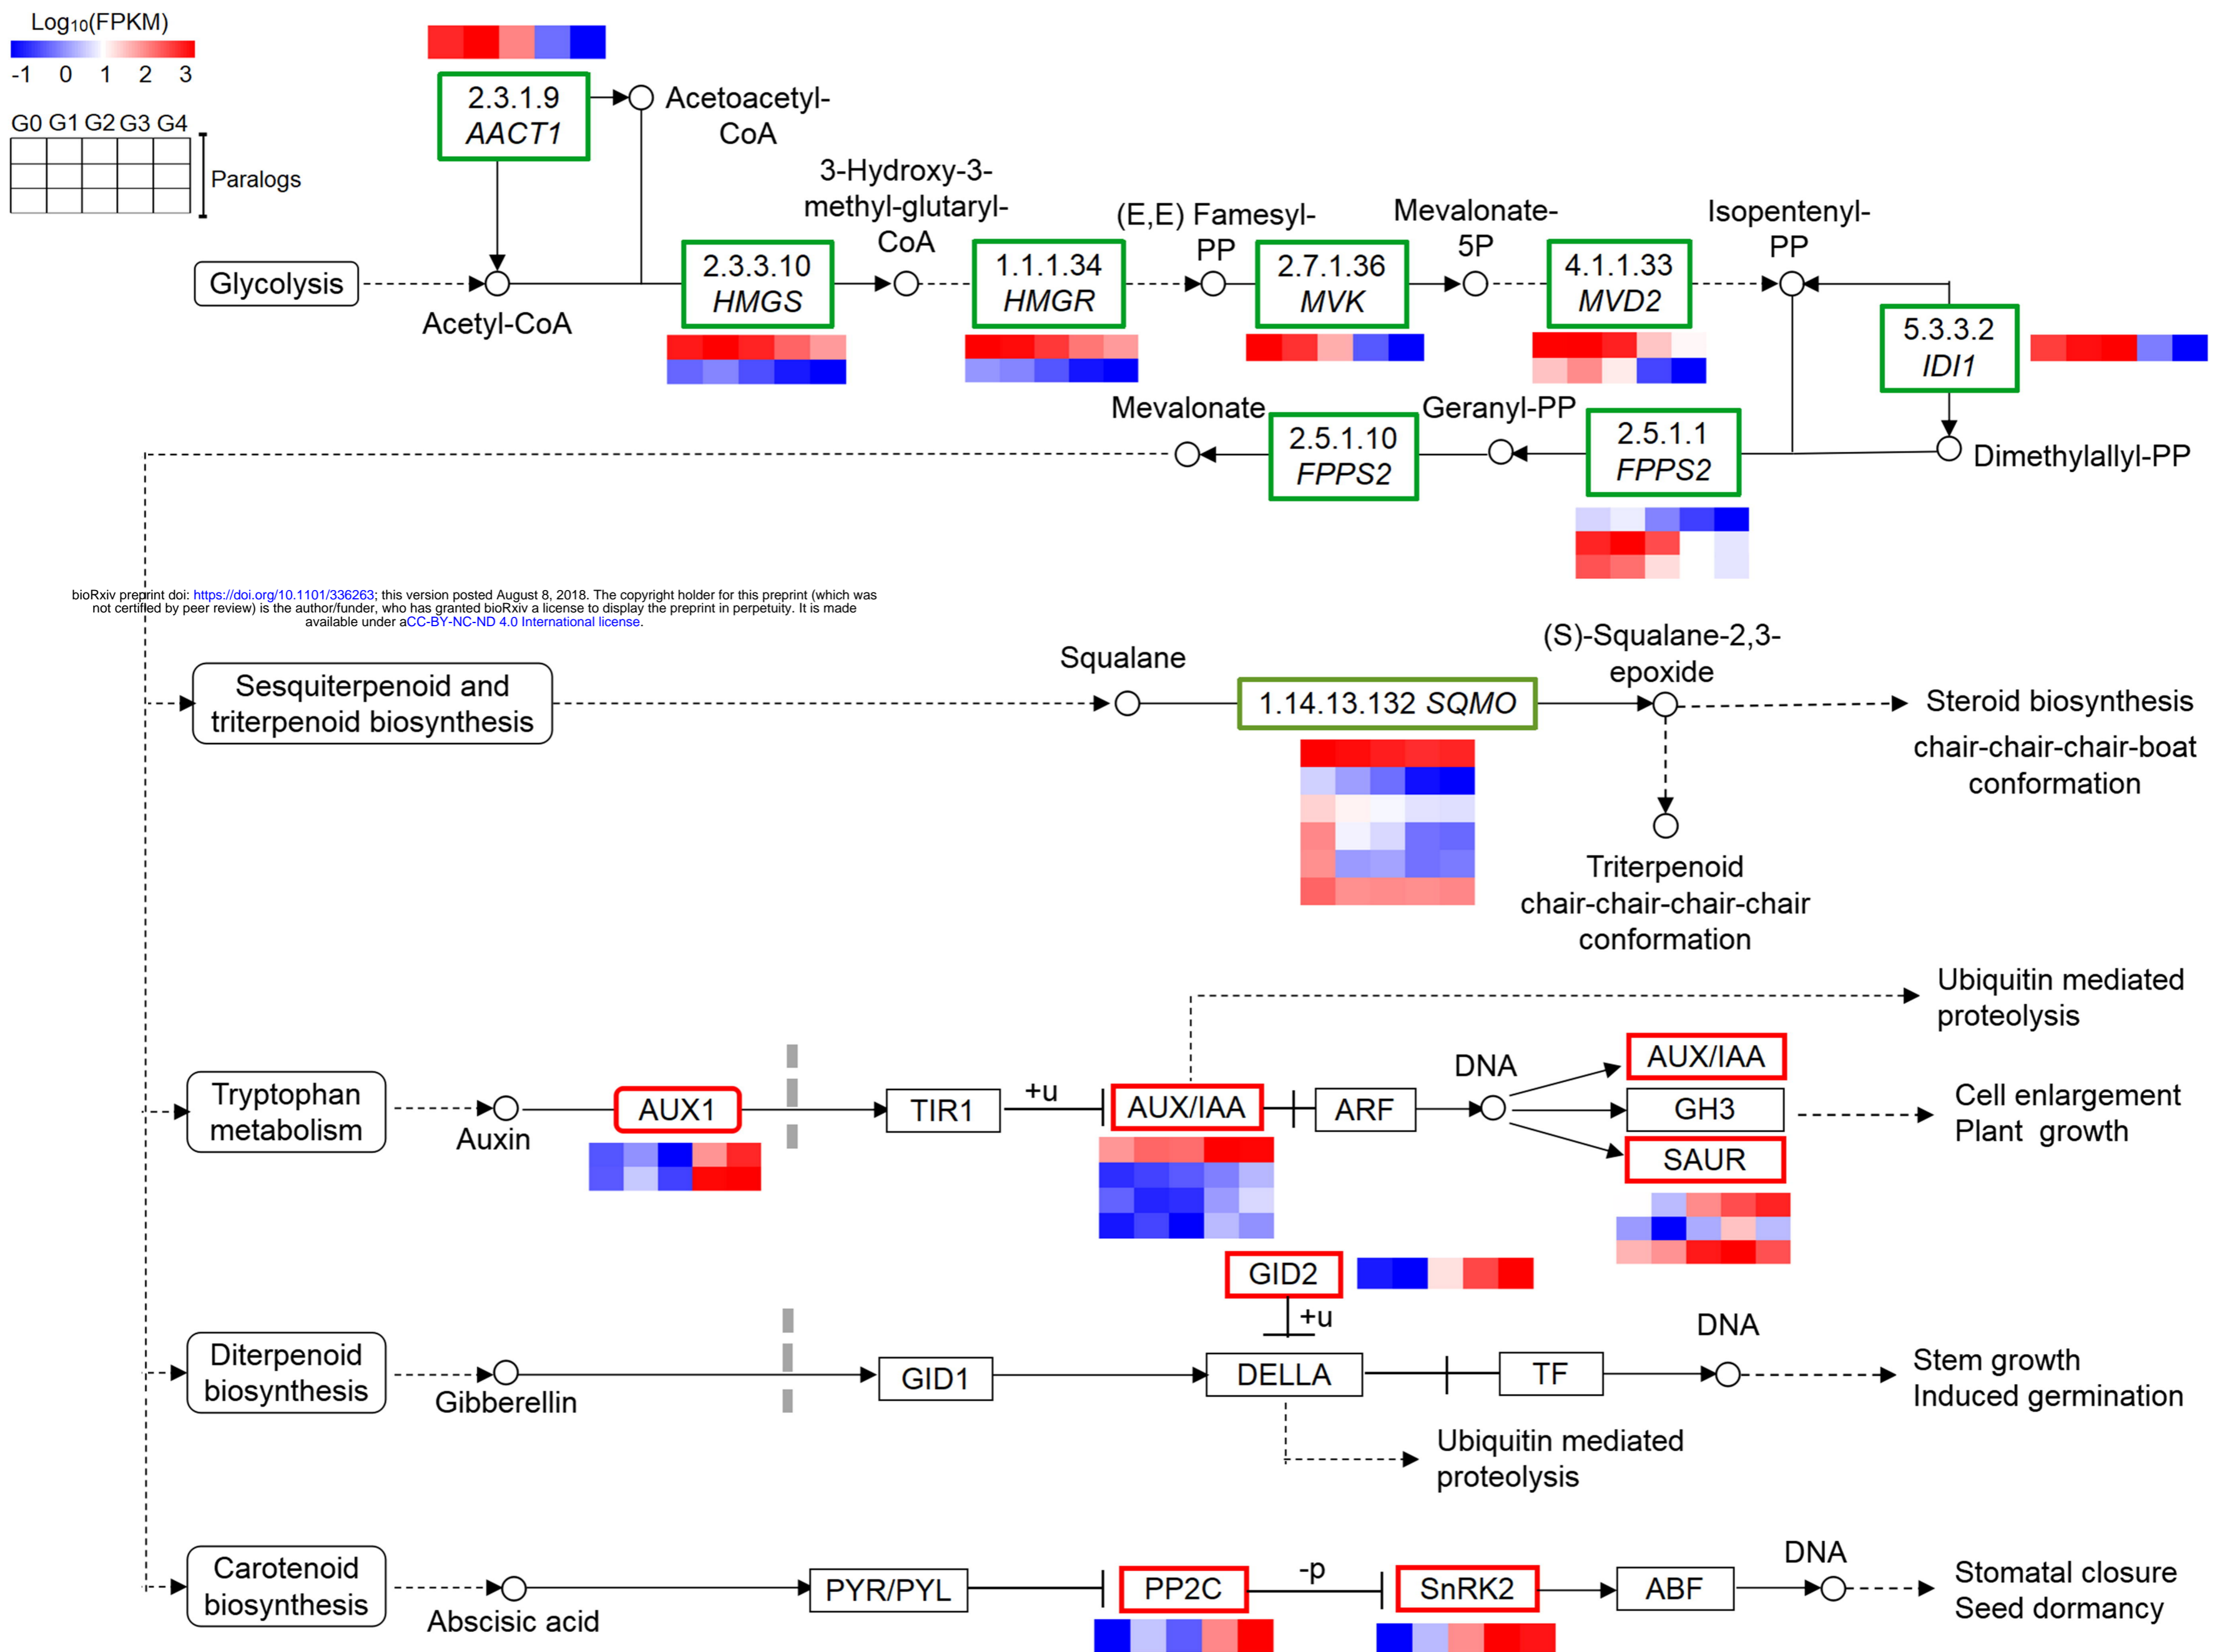 Log₁₀(FPKM)
-1 0 1 2 3
G0 G1 G2 G3 G4
Paralogs
2.3.1.9
AACT1
Acetoacetyl-
CoA
3-Hydroxy-3-
methyl-glutaryl-
CoA
(E,E) Famesyl-
PP
Mevalonate-
5P
Isopentenyl-
PP
Glycolysis
Acetyl-CoA
2.3.3.10
HMGS
1.1.1.34
HMGR
2.7.1.36
MVK
4.1.1.33
MVD2
5.3.3.2
IDI1
Mevalonate
2.5.1.10
FPPS2
Geranyl-PP
2.5.1.1
FPPS2
Dimethylallyl-PP
bioRxiv preprint doi: https://doi.org/10.1101/336263; this version posted August 8, 2018. The copyright holder for this preprint (which was
not certified by peer review) is the author/funder, who has granted bioRxiv a license to display the preprint in perpetuity. It is made
available under aCC-BY-NC-ND 4.0 International license.
Sesquiterpenoid and
triterpenoid biosynthesis
Squalane
1.14.13.132 SQMO
(S)-Squalane-2,3-
epoxide
Steroid biosynthesis
chair-chair-chair-boat
conformation
Triterpenoid
chair-chair-chair-chair
conformation
Ubiquitin mediated
proteolysis
Tryptophan
metabolism
Auxin
AUX1
TIR1
+u
AUX/IAA
ARF
DNA
AUX/IAA
GH3
SAUR
Cell enlargement
Plant growth
GID2
+u
Diterpenoid
biosynthesis
Gibberellin
GID1
DELLA
TF
DNA
Stem growth
Induced germination
Ubiquitin mediated
proteolysis
Carotenoid
biosynthesis
Abscisic acid
PYR/PYL
PP2C
-p
SnRK2
ABF
DNA
Stomatal closure
Seed dormancy